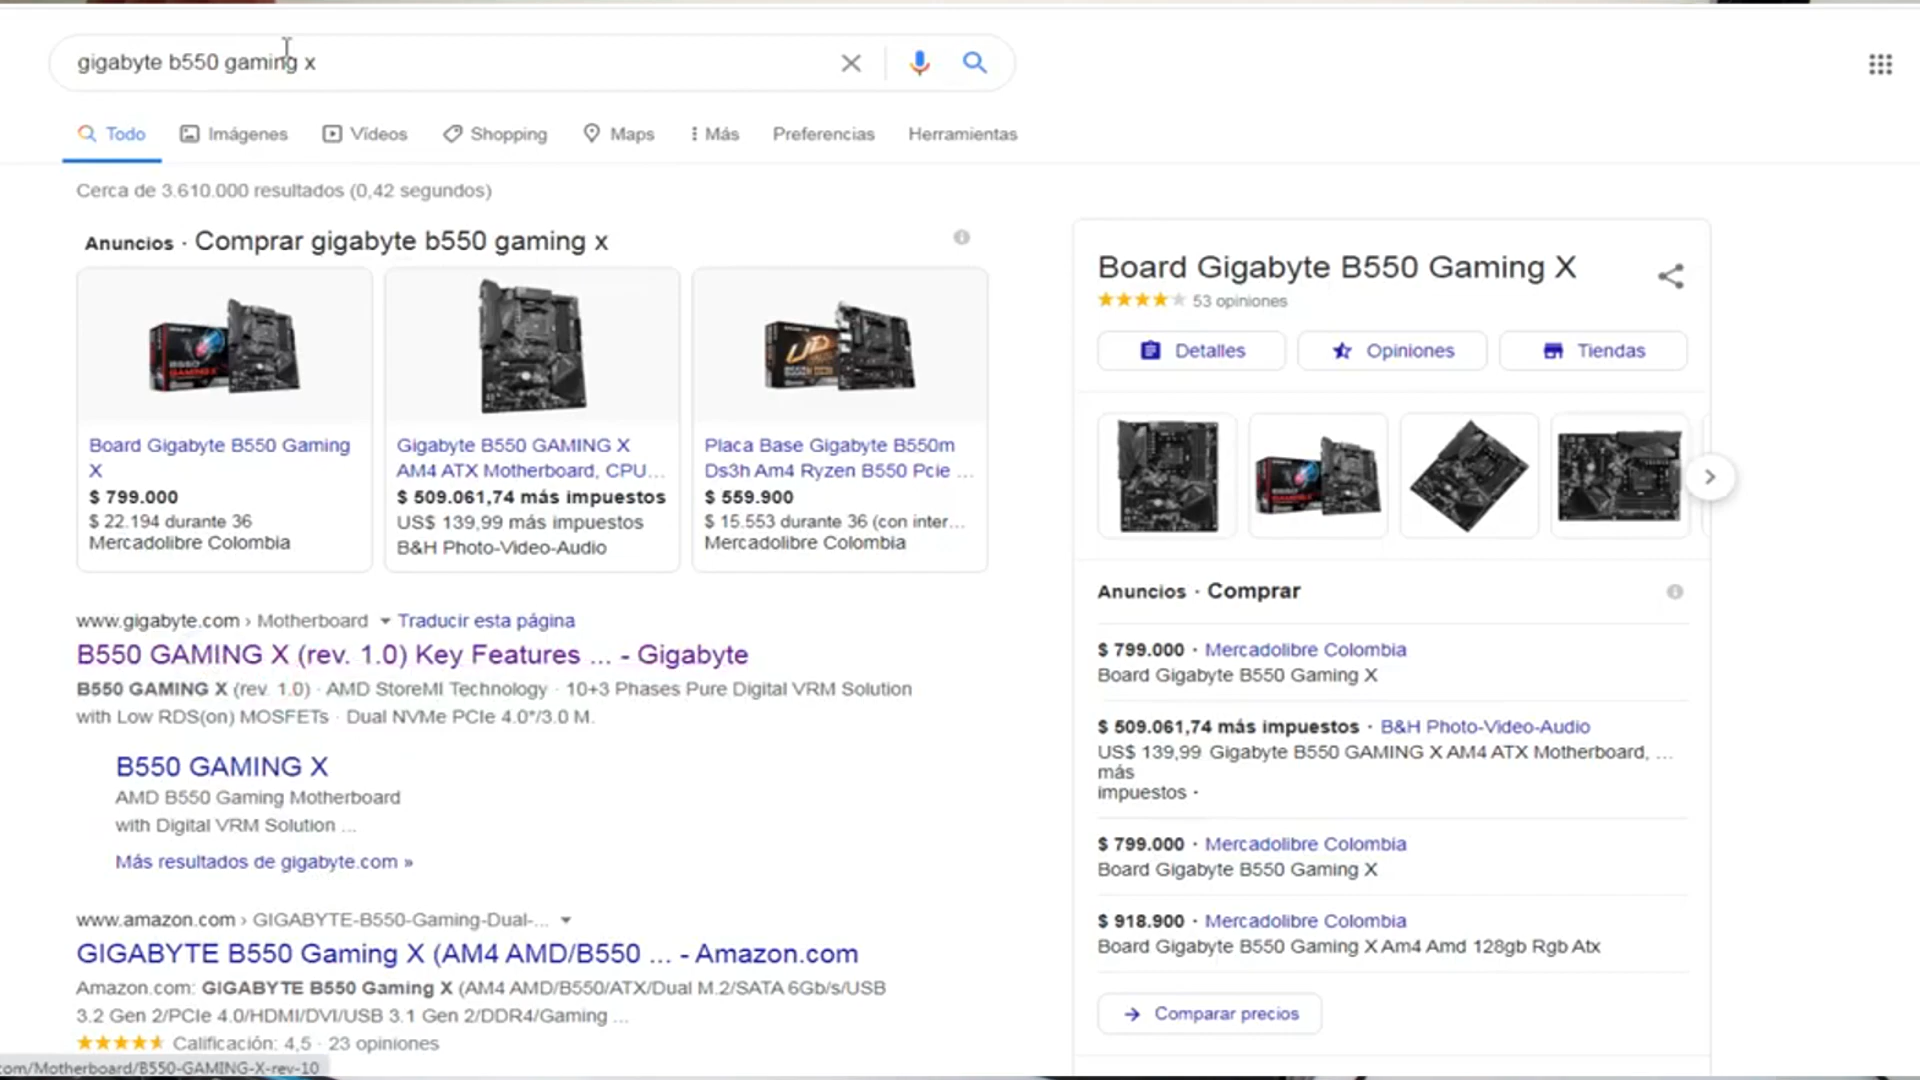 gigabyte b550 gaming x
Todo
Imágenes
Vídeos
Shopping
Maps
Más
Preferencias
Herramientas
Cerca de 3.610.000 resultados (0,42 segundos)
Anuncios · Comprar gigabyte b550 gaming x
Board Gigabyte B550 Gaming
X
$ 799.000
$ 22.194 durante 36
Mercadolibre Colombia
Gigabyte B550 GAMING X
AM4 ATX Motherboard, CPU...
$ 509.061,74 más impuestos
US$ 139,99 más impuestos
B&H Photo-Video-Audio
UD
Placa Base Gigabyte B550m
Ds3h Am4 Ryzen B550 Pcie ...
$ 559.900
$ 15.553 durante 36 (con inter...
Mercadolibre Colombia
www.gigabyte.com › Motherboard Traducir esta página
B550 GAMING X (rev. 1.0) Key Features ... - Gigabyte
B550 GAMING X (rev. 1.0) · AMD StoreMI Technology · 10+3 Phases Pure Digital VRM Solution
with Low RDS(on) MOSFETs · Dual NVMe PCIe 4.0*/3.0 M.
B550 GAMING X
AMD B550 Gaming Motherboard
with Digital VRM Solution ...
Más resultados de gigabyte.com »
www.amazon.com › GIGABYTE-B550-Gaming-Dual-...
GIGABYTE B550 Gaming X (AM4 AMD/B550 ... - Amazon.com
Amazon.com: GIGABYTE B550 Gaming X (AM4 AMD/B550/ATX/Dual M.2/SATA 6Gb/s/USB
3.2 Gen 2/PCIe 4.0/HDMI/DVI/USB 3.1 Gen 2/DDR4/Gaming ...
Calificación: 4,5 · 23 opiniones
com/Motherboard/B550-GAMING-X-rev-10
Board Gigabyte B550 Gaming X
53 opiniones
Detalles
Opiniones
Tiendas
Anuncios · Comprar
$ 799.000 · Mercadolibre Colombia
Board Gigabyte B550 Gaming X
$ 509.061,74 más impuestos · B&H Photo-Video-Audio
US$ 139,99 Gigabyte B550 GAMING X AM4 ATX Motherboard, ...
más
impuestos ·
$ 799.000 · Mercadolibre Colombia
Board Gigabyte B550 Gaming X
$ 918.900 · Mercadolibre Colombia
Board Gigabyte B550 Gaming X Am4 Amd 128gb Rgb Atx
Comparar precios